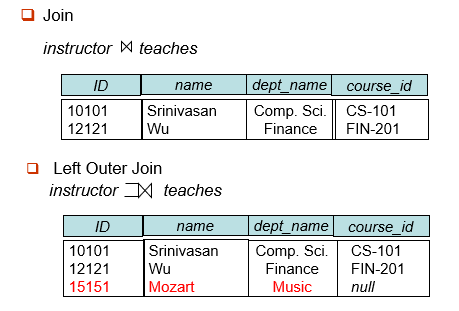 Join
instructor ⋈ teaches
ID name dept_name course_id
10101 Srinivasan Comp. Sci. CS-101
12121 Wu Finance FIN-201
Left Outer Join
instructor ⟕ teaches
ID name dept_name course_id
10101 Srinivasan Comp. Sci. CS-101
12121 Wu Finance FIN-201
15151 Mozart Music null